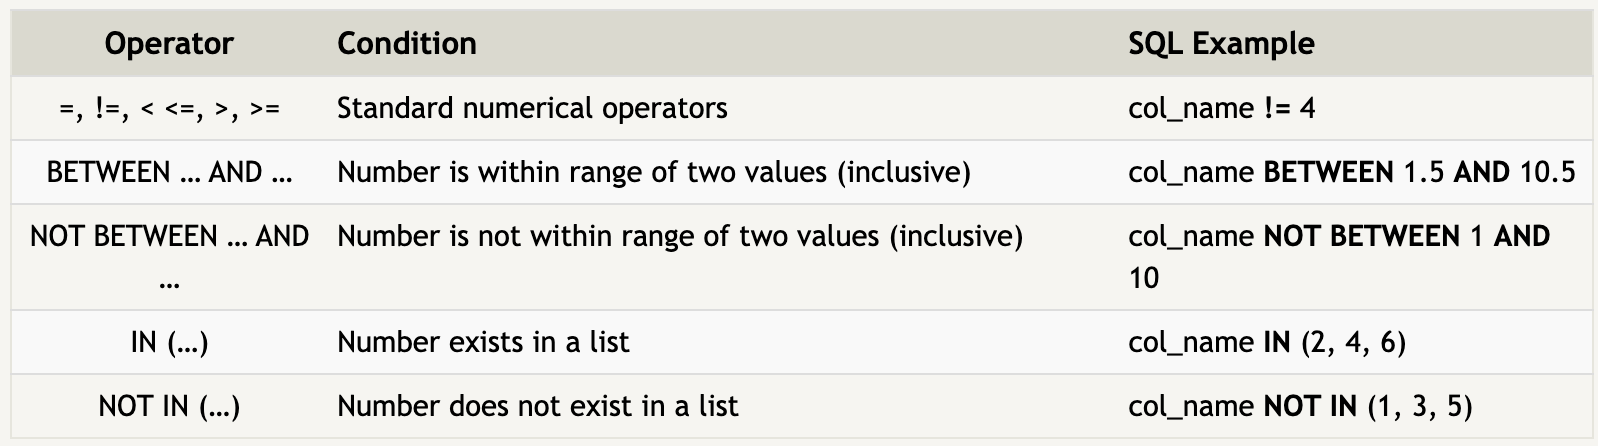 Operator Condition SQL Example
=, !=, < <=, >, >= Standard numerical operators col_name != 4
BETWEEN … AND … Number is within range of two values (inclusive) col_name BETWEEN 1.5 AND 10.5
NOT BETWEEN … AND Number is not within range of two values (inclusive) col_name NOT BETWEEN 1 AND
… 10
IN (…) Number exists in a list col_name IN (2, 4, 6)
NOT IN (…) Number does not exist in a list col_name NOT IN (1, 3, 5)